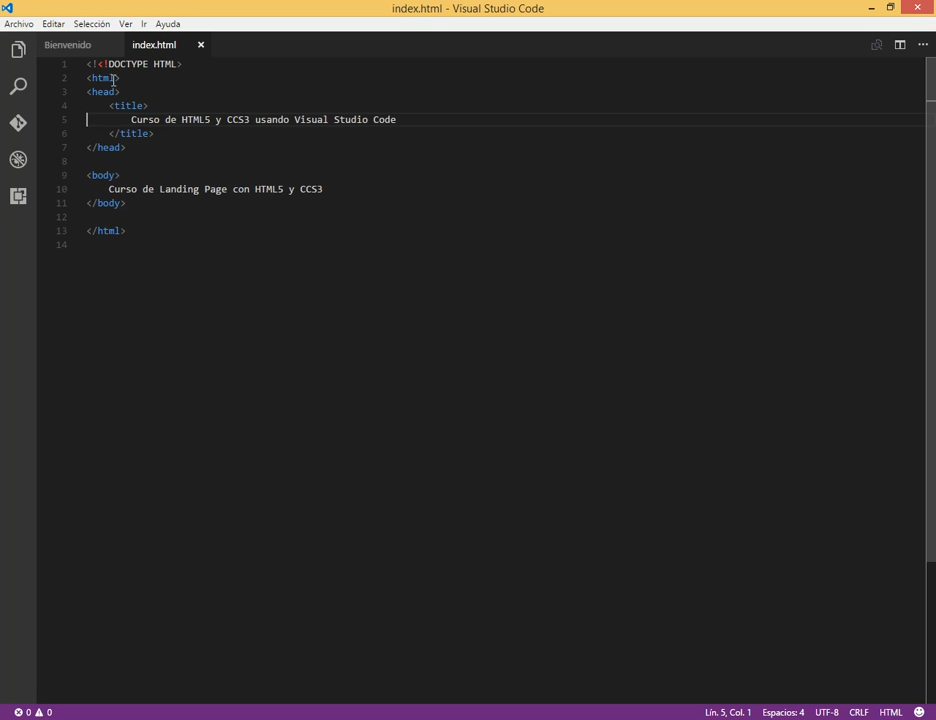 index.html - Visual Studio Code
Archivo Editar Selección Ver Ir Ayuda
Bienvenido index.html
1 <!<!DOCTYPE HTML>
2 <html>
3 <head>
4 <title>
5 Curso de HTML5 y CCS3 usando Visual Studio Code
6 </title>
7 </head>
8
9 <body>
10 Curso de Landing Page con HTML5 y CCS3
11 </body>
12
13 </html>
14
0 0 Lín. 5, Col. 1 Espacios: 4 UTF-8 CRLF HTML